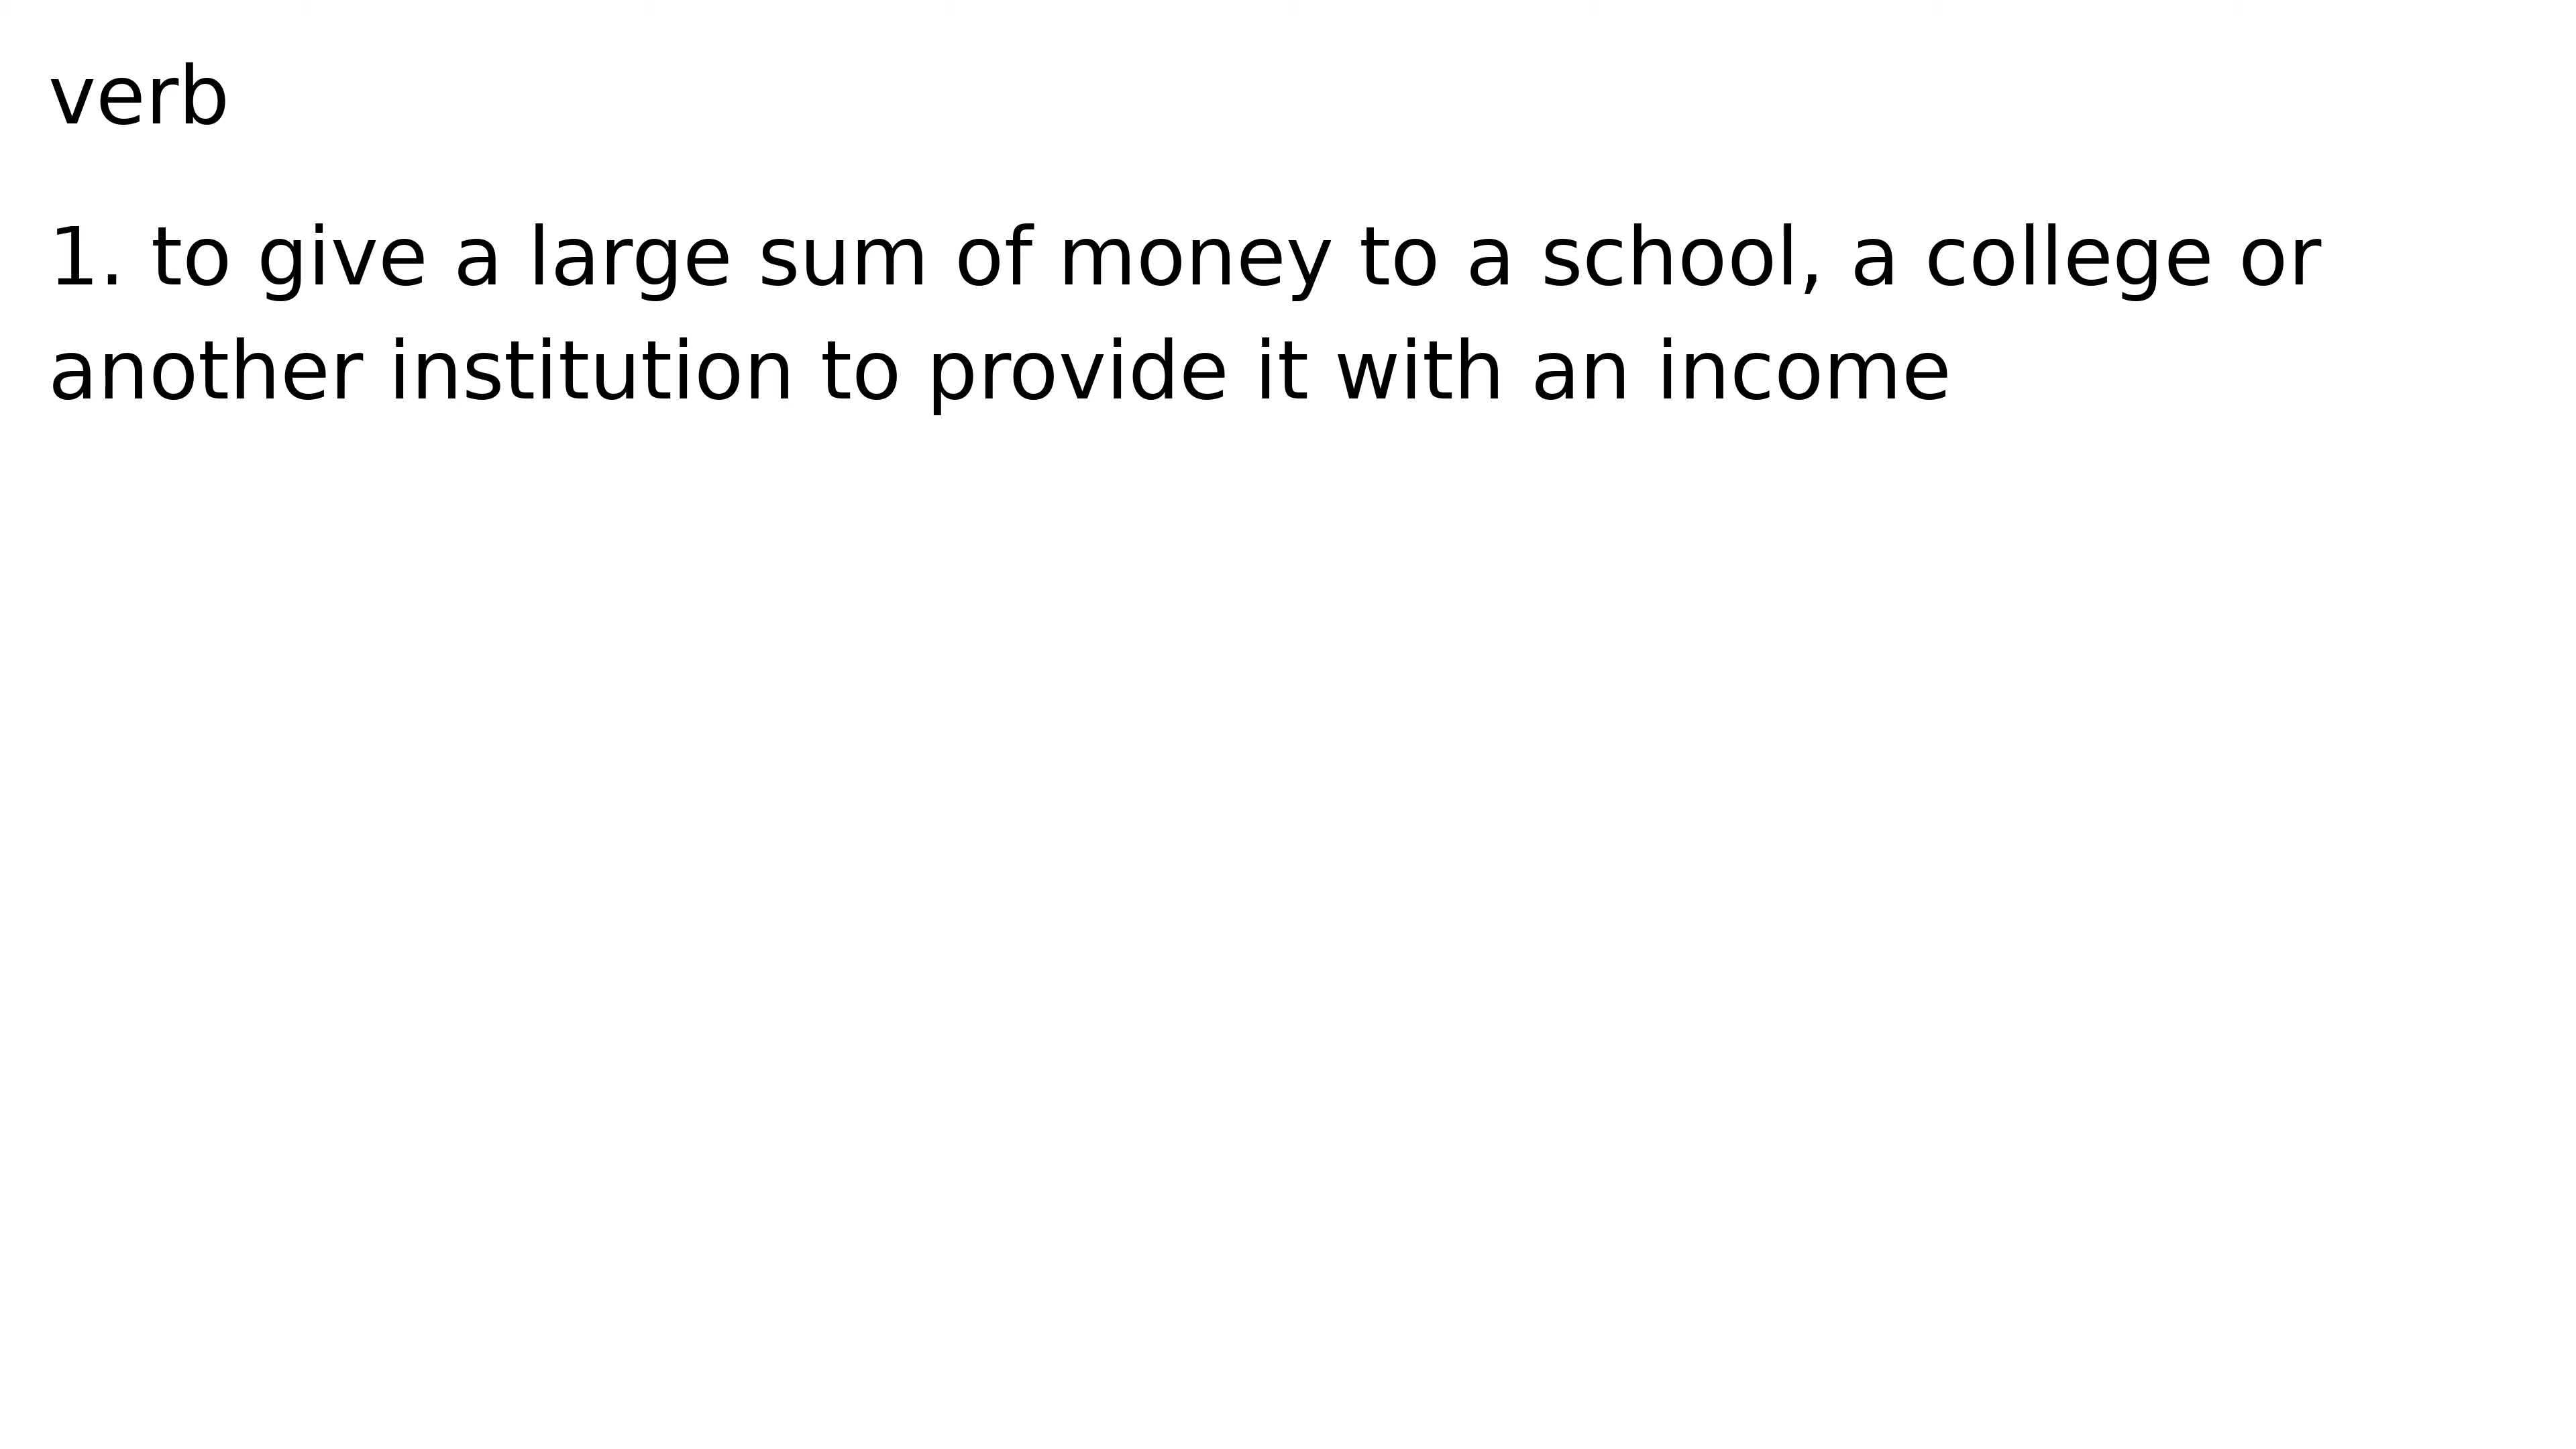 verb
1. to give a large sum of money to a school, a college or
another institution to provide it with an income